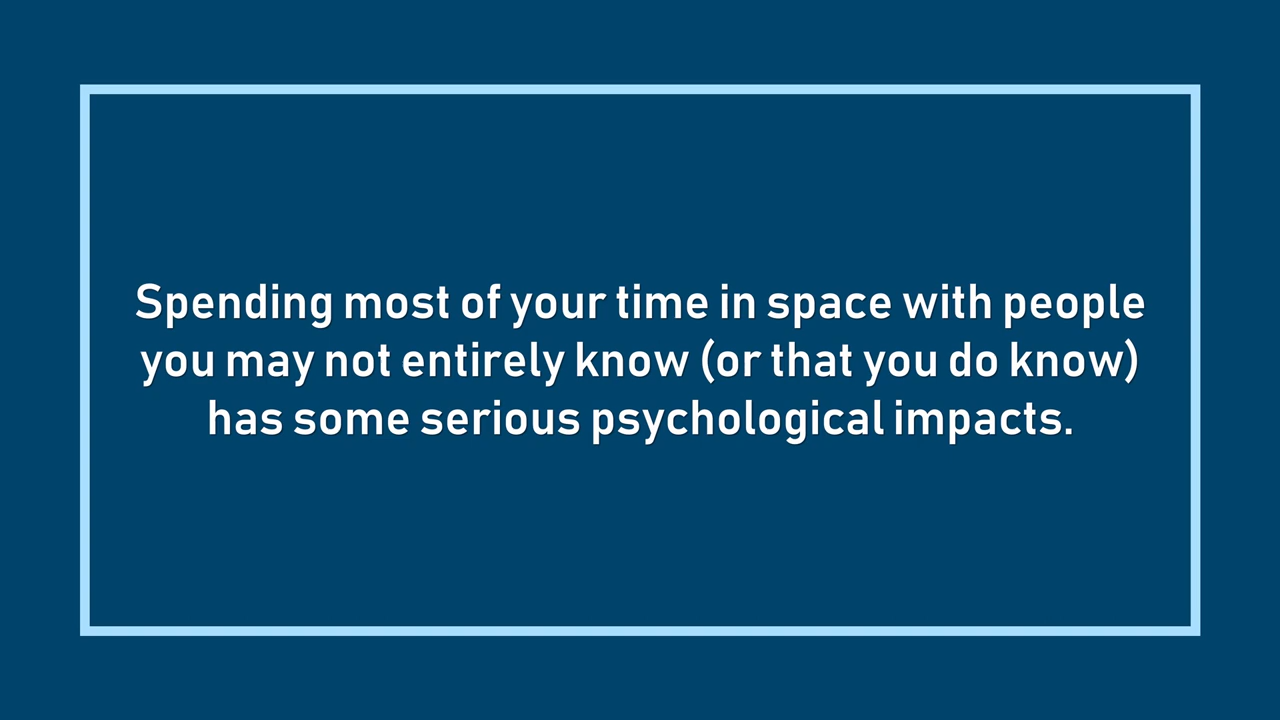 Spending most of your time in space with people
you may not entirely know (or that you do know)
has some serious psychological impacts.